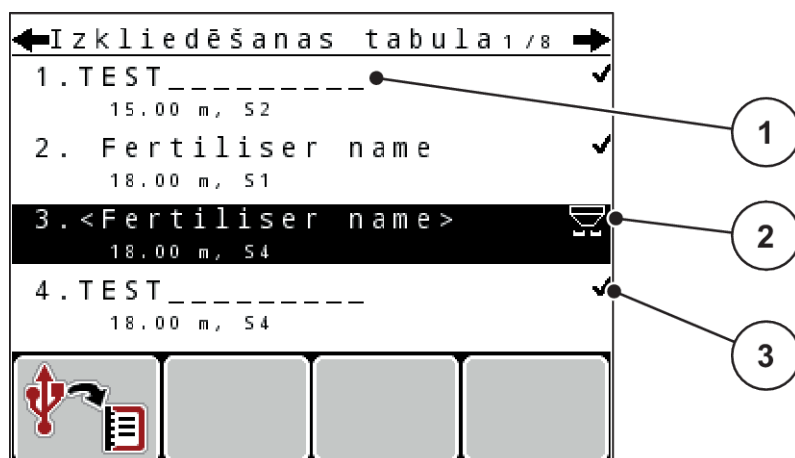 Izkliedēšanas tabula 1/8
1.TEST_________
15.00 m, S2
1
2. Fertiliser name
18.00 m, S1
3.<Fertiliser name>
18.00 m, S4
2
4.TEST_________
18.00 m, S4
3